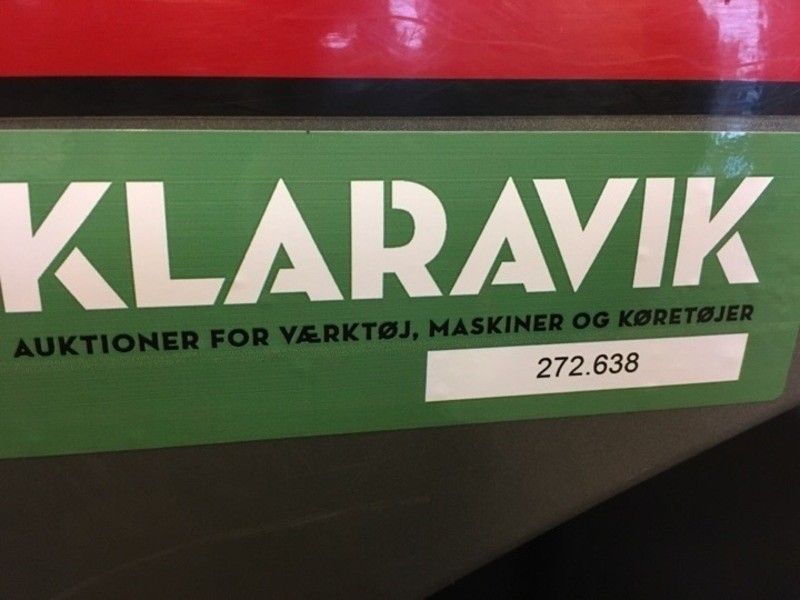 KLARAVIK
AUKTIONER FOR VÆRKTØJ, MASKINER OG KØRETØJER
272.638